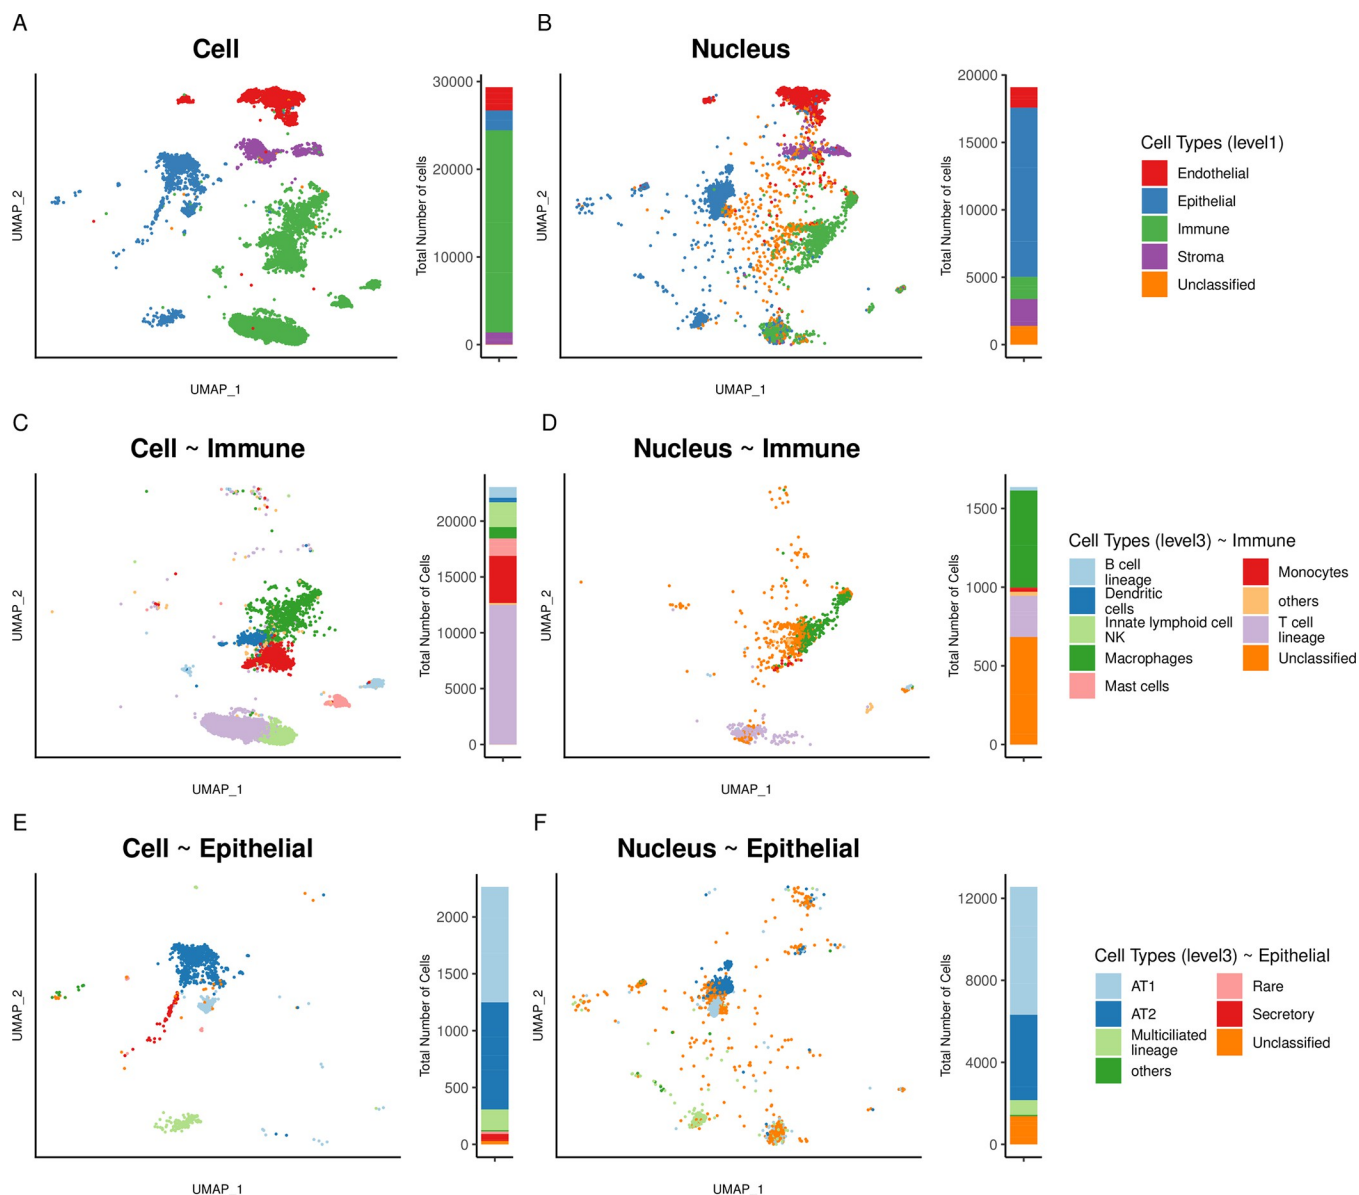 A
Cell
UMAP_2
UMAP_1
Total Number of cells
30000
20000
10000
0
B
Nucleus
UMAP_2
UMAP_1
Total Number of cells
20000
15000
10000
5000
0
Cell Types (level1)
Endothelial
Epithelial
Immune
Stroma
Unclassified
C
Cell ~ Immune
UMAP_2
UMAP_1
Total Number of Cells
20000
15000
10000
5000
0
D
Nucleus ~ Immune
UMAP_2
UMAP_1
Total Number of Cells
1500
1000
500
0
Cell Types (level3) ~ Immune
B cell
lineage
Dendritic
cells
Innate lymphoid cell
NK
Macrophages
Mast cells
Monocytes
others
T cell
lineage
Unclassified
E
Cell ~ Epithelial
UMAP_2
UMAP_1
Total Number of Cells
2000
1500
1000
500
0
F
Nucleus ~ Epithelial
UMAP_2
UMAP_1
Total Number of Cells
12000
8000
4000
0
Cell Types (level3) ~ Epithelial
AT1
AT2
Multiciliated
lineage
others
Rare
Secretory
Unclassified